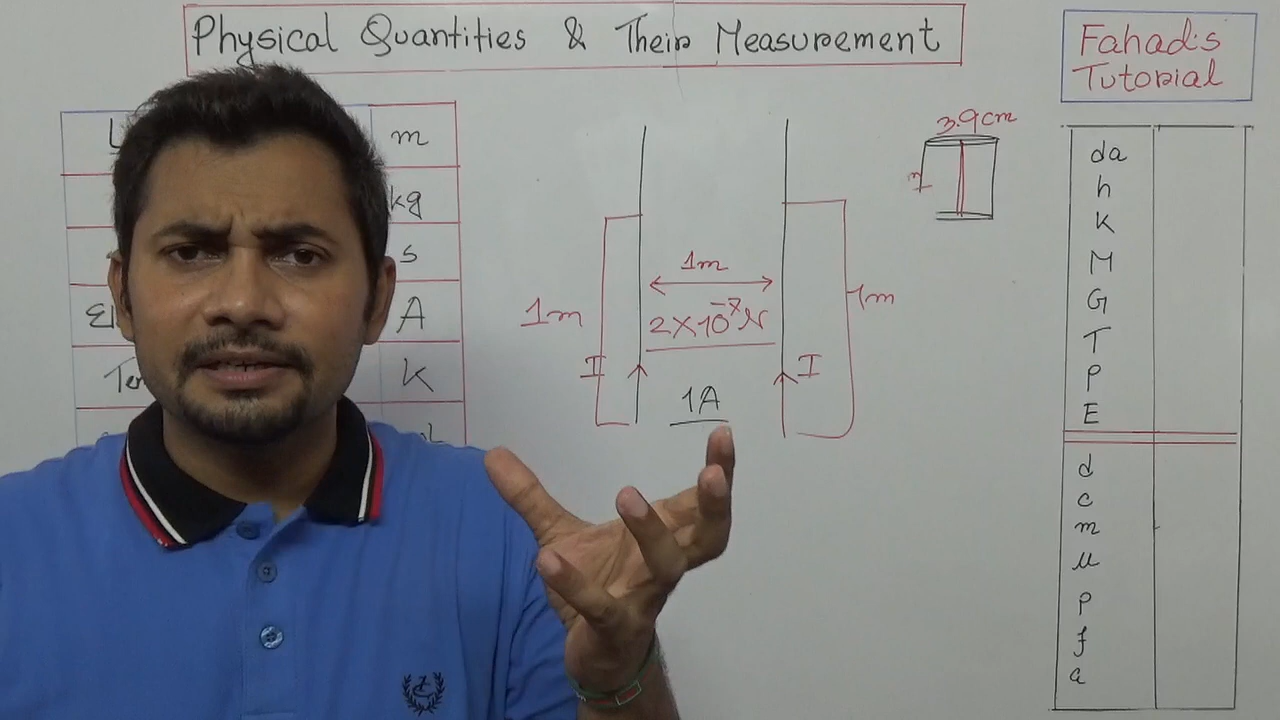 Physical Quantities & Their Measurement
Fahad's
Tutorial
m
kg
s
A
K
1m
1m
2×10⁻⁷N
1m
I
I
1A
3.9cm
da
h
K
M
G
T
P
E
d
c
m
μ
p
f
a